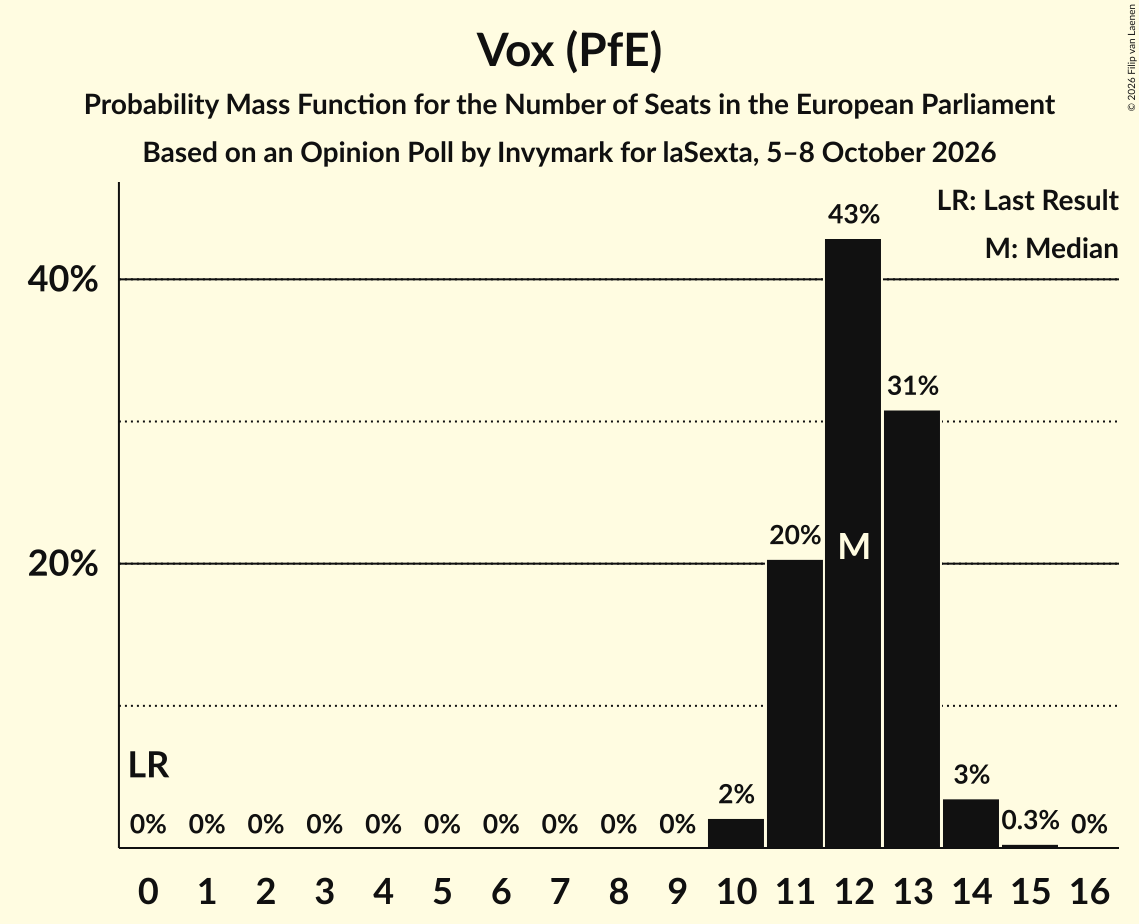 Vox (PfE)
Probability Mass Function for the Number of Seats in the European Parliament
Based on an Opinion Poll by Invymark for laSexta, 5–8 October 2026
© 2026 Filip van Laenen
LR: Last Result
M: Median
40%
20%
43%
31%
20%
M
LR
3%
2%
0% 0% 0% 0% 0% 0% 0% 0% 0% 0% 0.3% 0%
0 1 2 3 4 5 6 7 8 9 10 11 12 13 14 15 16